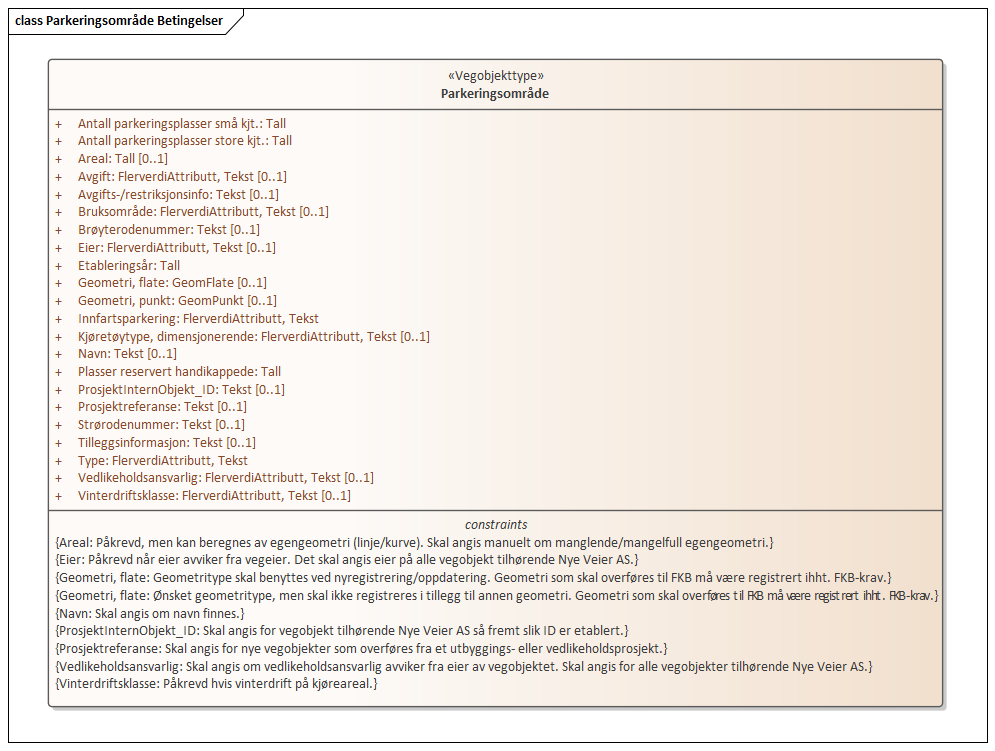 class Parkeringsområde Betingelser
«Vegobjekttype»
Parkeringsområde
+ Antall parkeringsplasser små kjt.: Tall
+ Antall parkeringsplasser store kjt.: Tall
+ Areal: Tall [0..1]
+ Avgift: FlerverdiAttributt, Tekst [0..1]
+ Avgifts-/restriksjonsinfo: Tekst [0..1]
+ Bruksområde: FlerverdiAttributt, Tekst [0..1]
+ Brøyterodenummer: Tekst [0..1]
+ Eier: FlerverdiAttributt, Tekst [0..1]
+ Etableringsår: Tall
+ Geometri, flate: GeomFlate [0..1]
+ Geometri, punkt: GeomPunkt [0..1]
+ Innfartsparkering: FlerverdiAttributt, Tekst
+ Kjøretøytype, dimensjonerende: FlerverdiAttributt, Tekst [0..1]
+ Navn: Tekst [0..1]
+ Plasser reservert handikappede: Tall
+ ProsjektInternObjekt_ID: Tekst [0..1]
+ Prosjektreferanse: Tekst [0..1]
+ Strørodenummer: Tekst [0..1]
+ Tilleggsinformasjon: Tekst [0..1]
+ Type: FlerverdiAttributt, Tekst
+ Vedlikeholdsansvarlig: FlerverdiAttributt, Tekst [0..1]
+ Vinterdriftsklasse: FlerverdiAttributt, Tekst [0..1]
constraints
{Areal: Påkrevd, men kan beregnes av egengeometri (linje/kurve). Skal angis manuelt om manglende/mangelfull egengeometri.}
{Eier: Påkrevd når eier avviker fra vegeier. Det skal angis eier på alle vegobjekt tilhørende Nye Veier AS.}
{Geometri, flate: Geometritype skal benyttes ved nyregistrering/oppdatering. Geometri som skal overføres til FKB må være registrert ihht. FKB-krav.}
{Geometri, flate: Ønsket geometritype, men skal ikke registreres i tillegg til annen geometri. Geometri som skal overføres til FKB må være registrert ihht. FKB-krav.}
{Navn: Skal angis om navn finnes.}
{ProsjektInternObjekt_ID: Skal angis for vegobjekt tilhørende Nye Veier AS så fremt slik ID er etablert.}
{Prosjektreferanse: Skal angis for nye vegobjekter som overføres fra et utbyggings- eller vedlikeholdsprosjekt.}
{Vedlikeholdsansvarlig: Skal angis om vedlikeholdsansvarlig avviker fra eier av vegobjektet. Skal angis for alle vegobjekter tilhørende Nye Veier AS.}
{Vinterdriftsklasse: Påkrevd hvis vinterdrift på kjøreareal.}